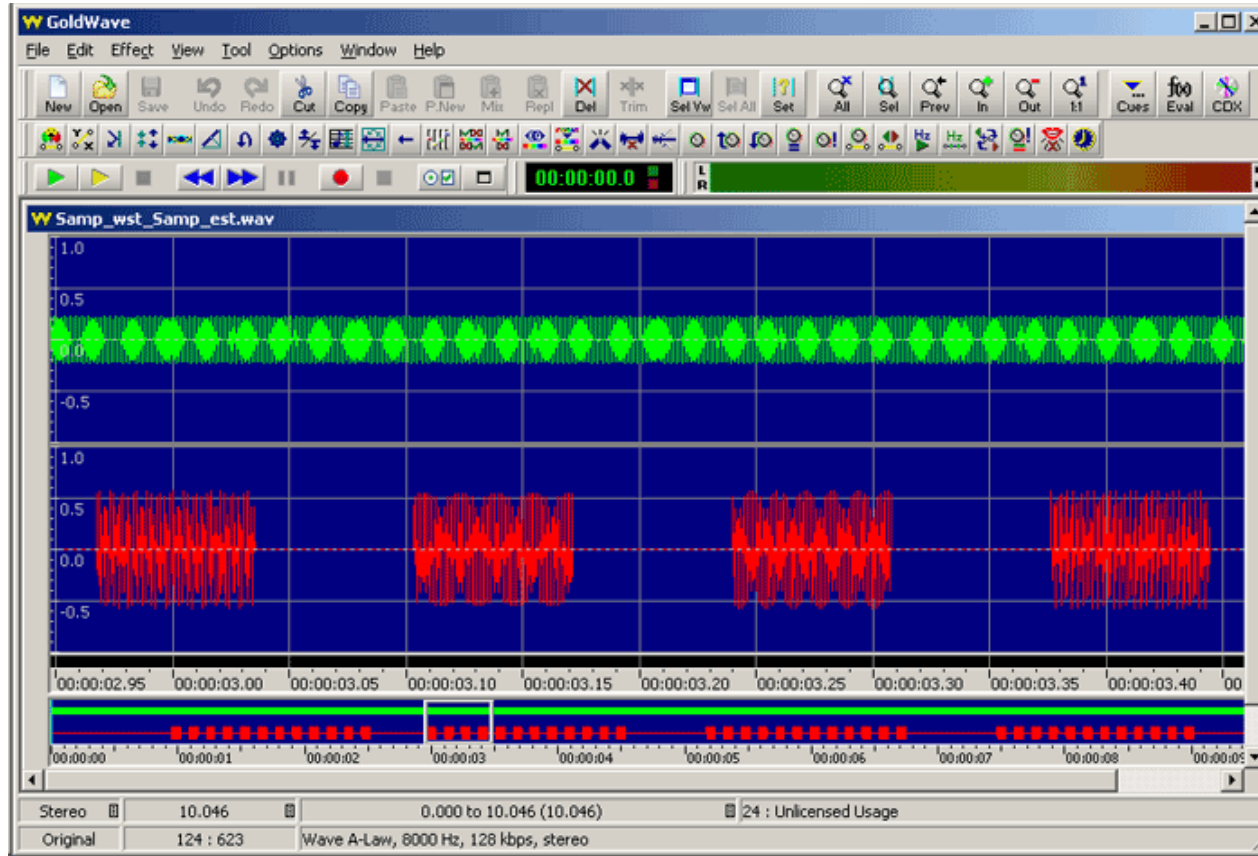 GoldWave
File Edit Effect View Tool Options Window Help
New Open Save Undo Redo Cut Copy Paste P.New Mix Repl Del Trim Sel Vw Sel All Set All Sel Prev In Out 1:1 Cues f(x) Eval CDX
00:00:00.0 L
R
Samp_wst_Samp_est.wav
1.0
0.5
0.0
-0.5
1.0
0.5
0.0
-0.5
00:00:02.95 00:00:03.00 00:00:03.05 00:00:03.10 00:00:03.15 00:00:03.20 00:00:03.25 00:00:03.30 00:00:03.35 00:00:03.40 00
00:00:00 00:00:01 00:00:02 00:00:03 00:00:04 00:00:05 00:00:06 00:00:07 00:00:08 00:00:09
Stereo 10.046 0.000 to 10.046 (10.046) 24 : Unlicensed Usage
Original 124 : 623 Wave A-Law, 8000 Hz, 128 kbps, stereo